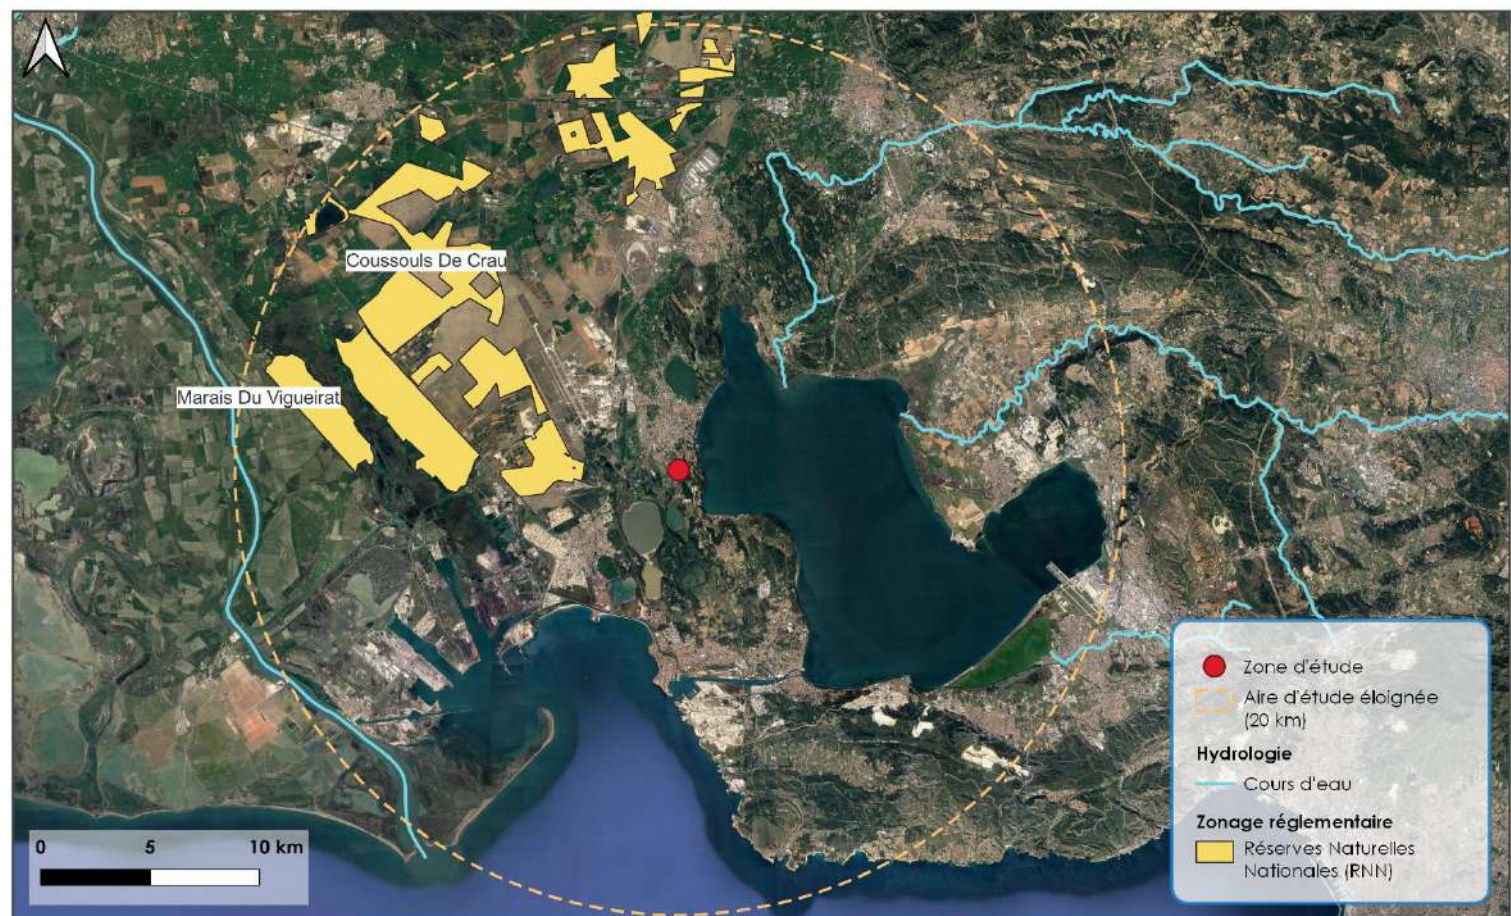 Coussouls De Crau
Marais Du Vigueirat
Zone d'étude
Aire d'étude éloignée
(20 km)
Hydrologie
Cours d'eau
Zonage réglementaire
Réserves Naturelles
Nationales (RNN)
0 5 10 km